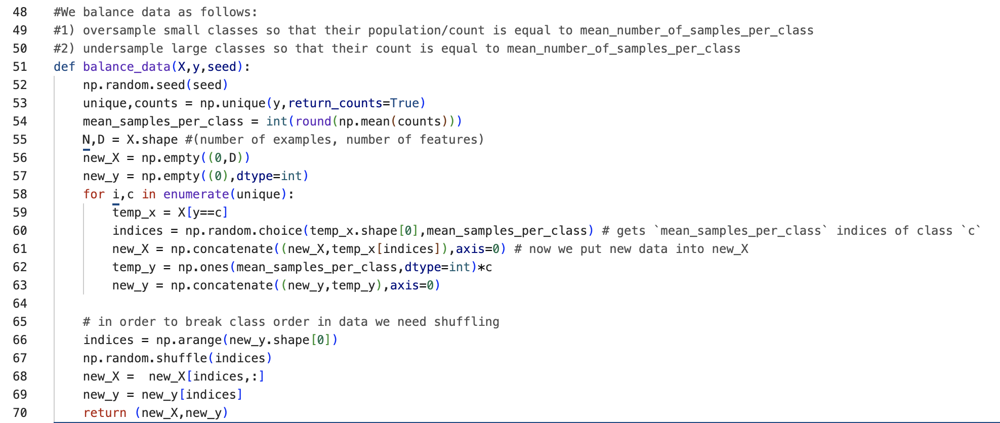 48 #We balance data as follows:
49 #1) oversample small classes so that their population/count is equal to mean_number_of_samples_per_class
50 #2) undersample large classes so that their count is equal to mean_number_of_samples_per_class
51 def balance_data(X,y,seed):
52     np.random.seed(seed)
53     unique,counts = np.unique(y,return_counts=True)
54     mean_samples_per_class = int(round(np.mean(counts)))
55     N,D = X.shape #(number of examples, number of features)
56     new_X = np.empty((0,D))
57     new_y = np.empty((0),dtype=int)
58     for i,c in enumerate(unique):
59         temp_x = X[y==c]
60         indices = np.random.choice(temp_x.shape[0],mean_samples_per_class) # gets `mean_samples_per_class` indices of class `c`
61         new_X = np.concatenate((new_X,temp_x[indices]),axis=0) # now we put new data into new_X
62         temp_y = np.ones(mean_samples_per_class,dtype=int)*c
63         new_y = np.concatenate((new_y,temp_y),axis=0)
64
65     # in order to break class order in data we need shuffling
66     indices = np.arange(new_y.shape[0])
67     np.random.shuffle(indices)
68     new_X =  new_X[indices,:]
69     new_y = new_y[indices]
70     return (new_X,new_y)